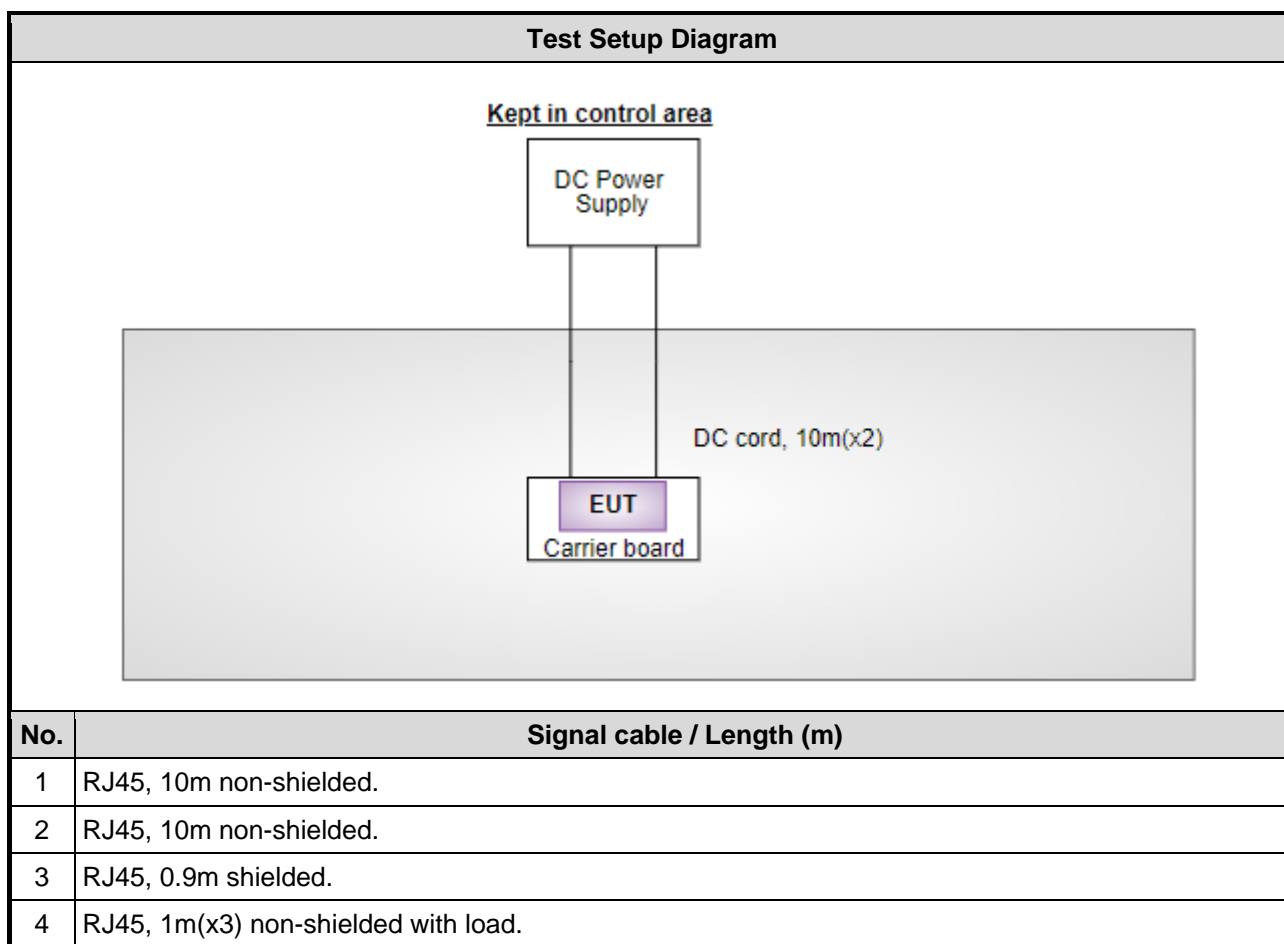 Test Setup Diagram
Kept in control area
DC Power
Supply
DC cord, 10m(x2)
EUT
Carrier board
No. Signal cable / Length (m)
1 RJ45, 10m non-shielded.
2 RJ45, 10m non-shielded.
3 RJ45, 0.9m shielded.
4 RJ45, 1m(x3) non-shielded with load.